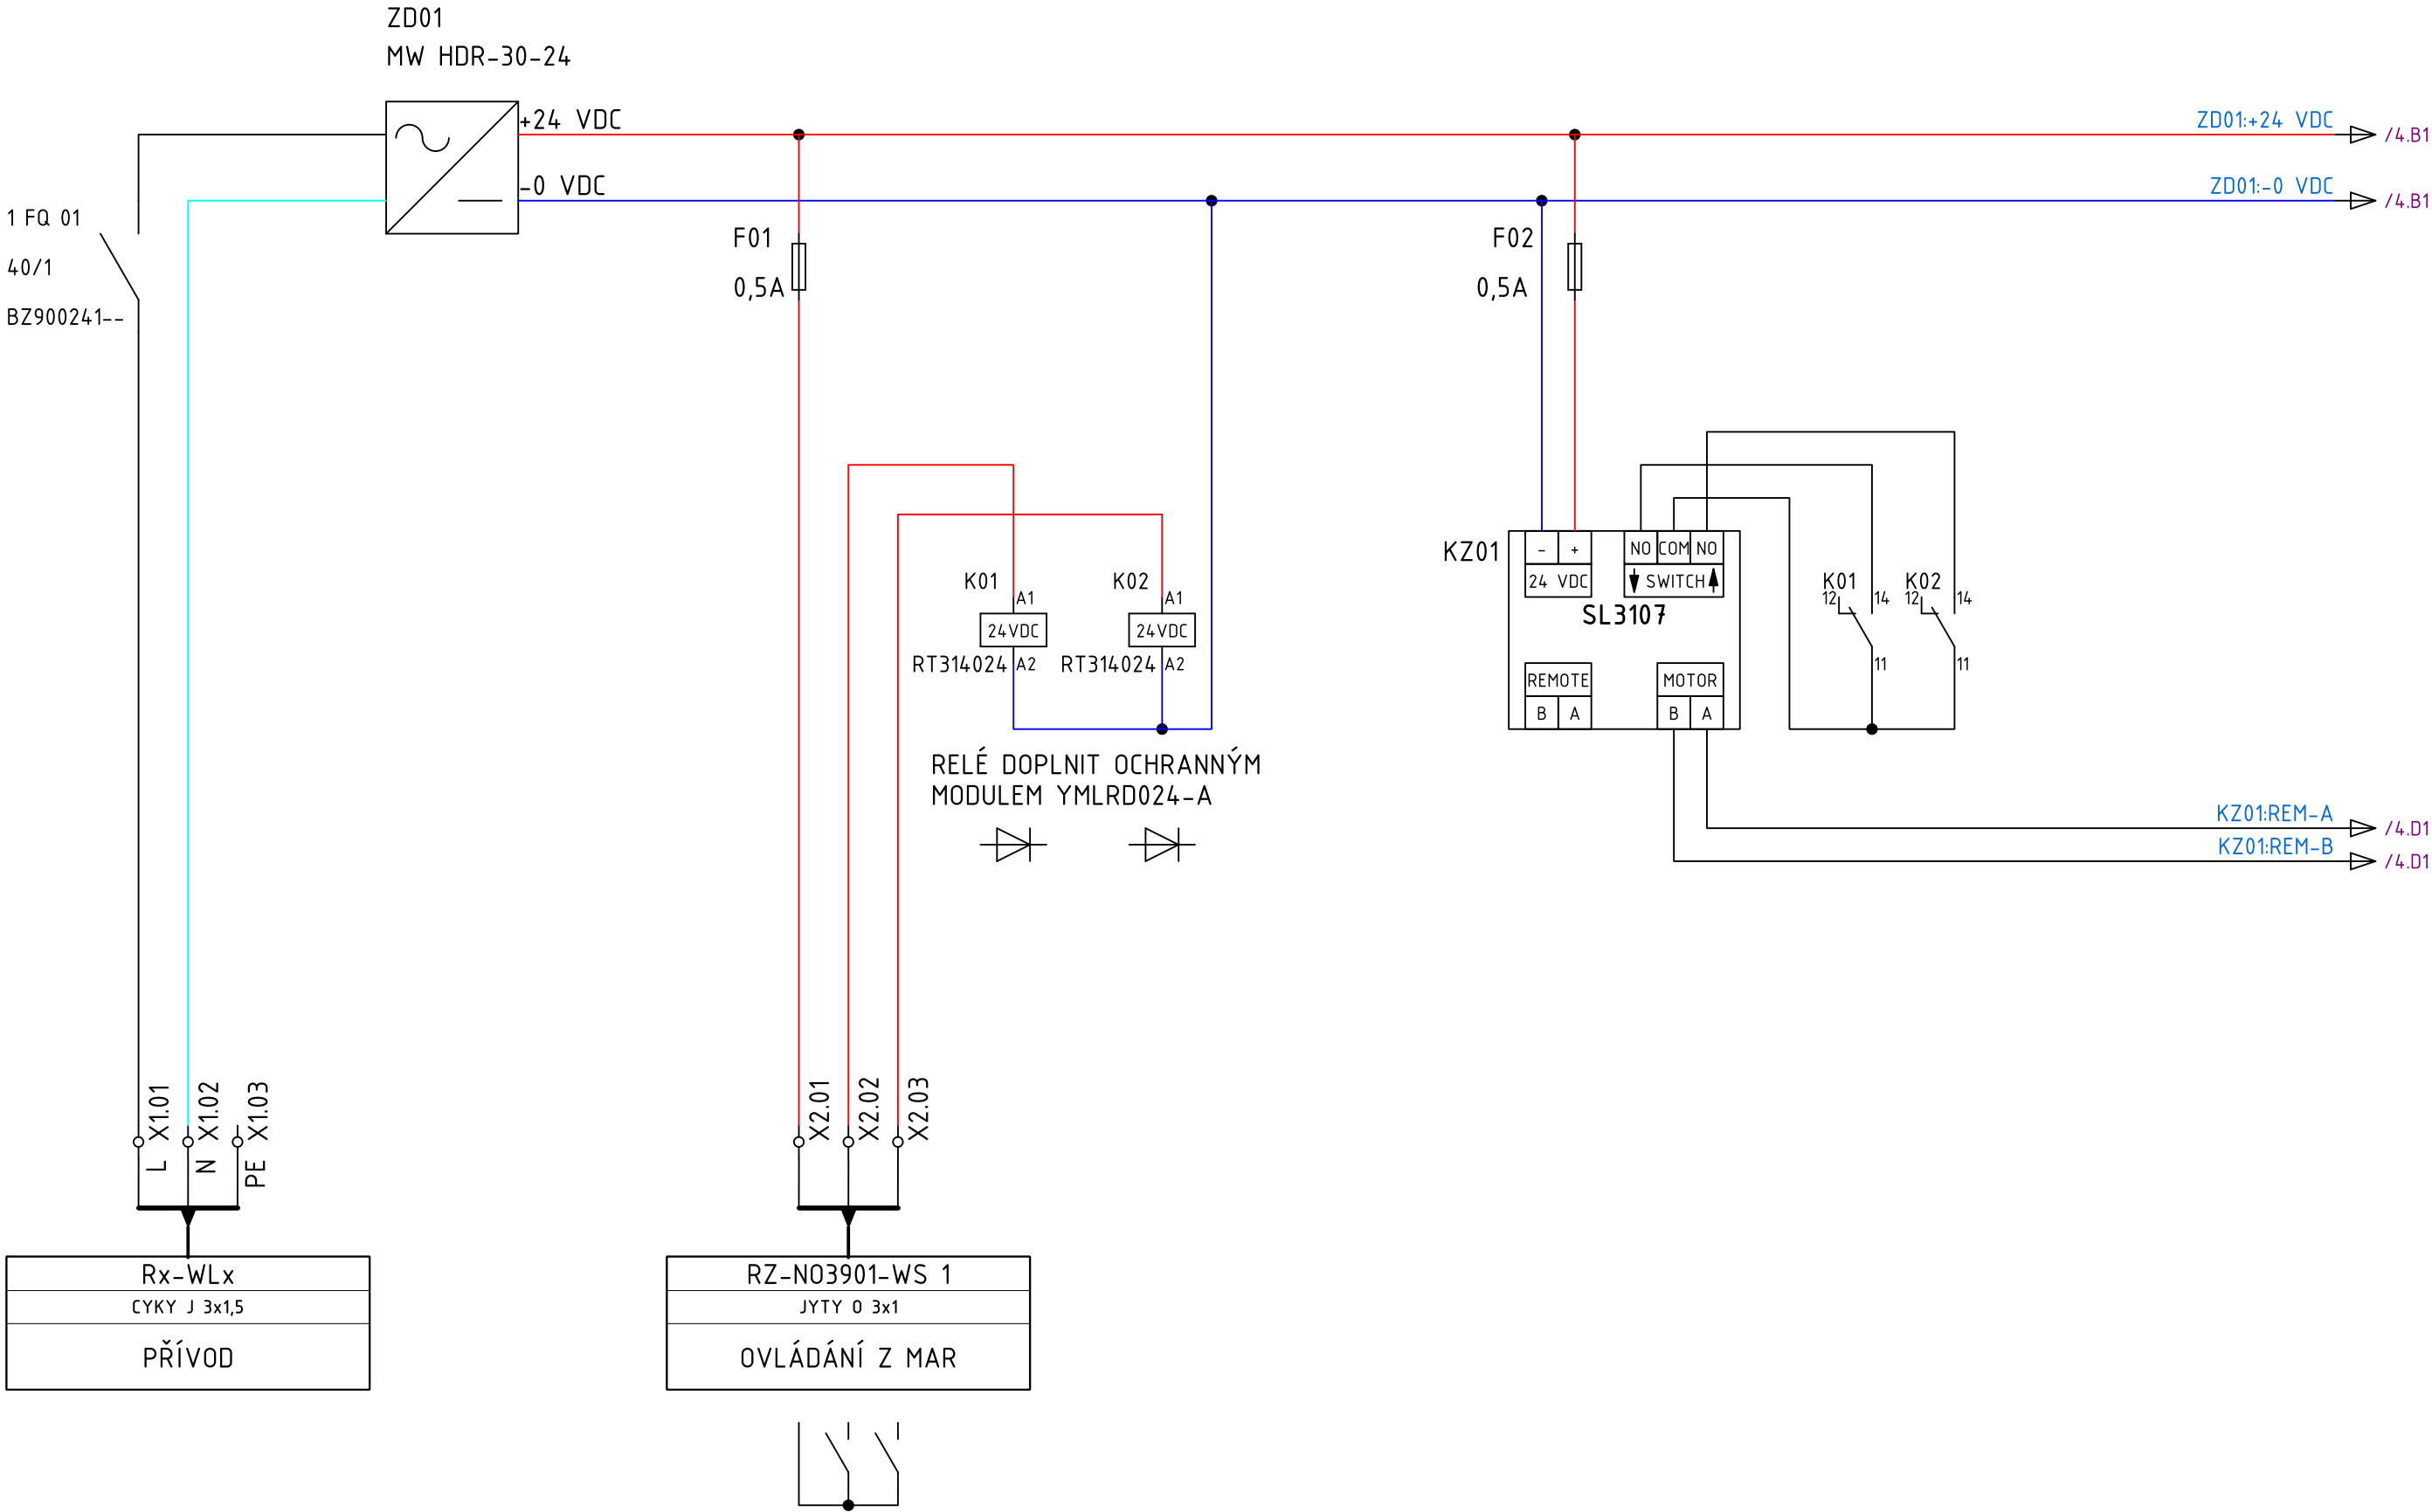 ZD01
MW HDR-30-24
+24 VDC
-0 VDC
ZD01:+24 VDC
/4.B1
ZD01:-0 VDC
/4.B1
1 FQ 01
40/1
BZ900241--
F01
0,5A
F02
0,5A
K01
A1
24VDC
RT314024
A2
K02
A1
24VDC
RT314024
A2
RELÉ DOPLNIT OCHRANNÝM
MODULEM YMLRD024-A
KZ01
- +
24 VDC
NO COM NO
SWITCH
SL3107
REMOTE
B A
MOTOR
B A
K01
12
14
11
K02
12
14
11
KZ01:REM-A
/4.D1
KZ01:REM-B
/4.D1
X1.01
X1.02
X1.03
L
N
PE
X2.01
X2.02
X2.03
Rx-WLx
CYKY J 3x1,5
PŘÍVOD
RZ-NO3901-WS 1
JYTY O 3x1
OVLÁDÁNÍ Z MAR